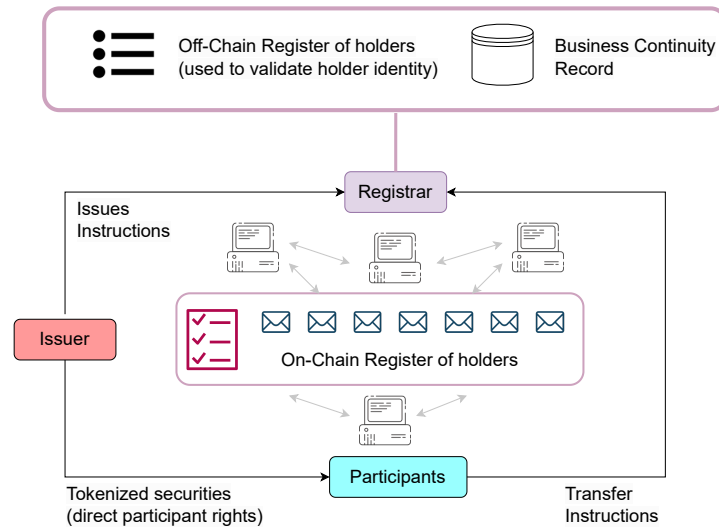 Off-Chain Register of holders
(used to validate holder identity)
Business Continuity
Record
Registrar
Issues
Instructions
Issuer
On-Chain Register of holders
Participants
Tokenized securities
(direct participant rights)
Transfer
Instructions